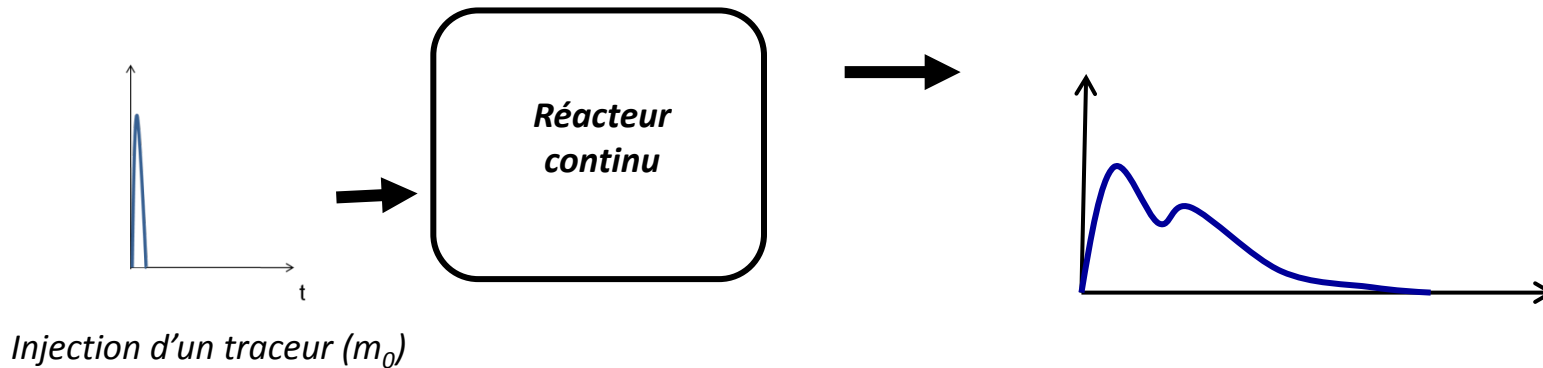 Réacteur
continu
t
Injection d'un traceur (m₀)